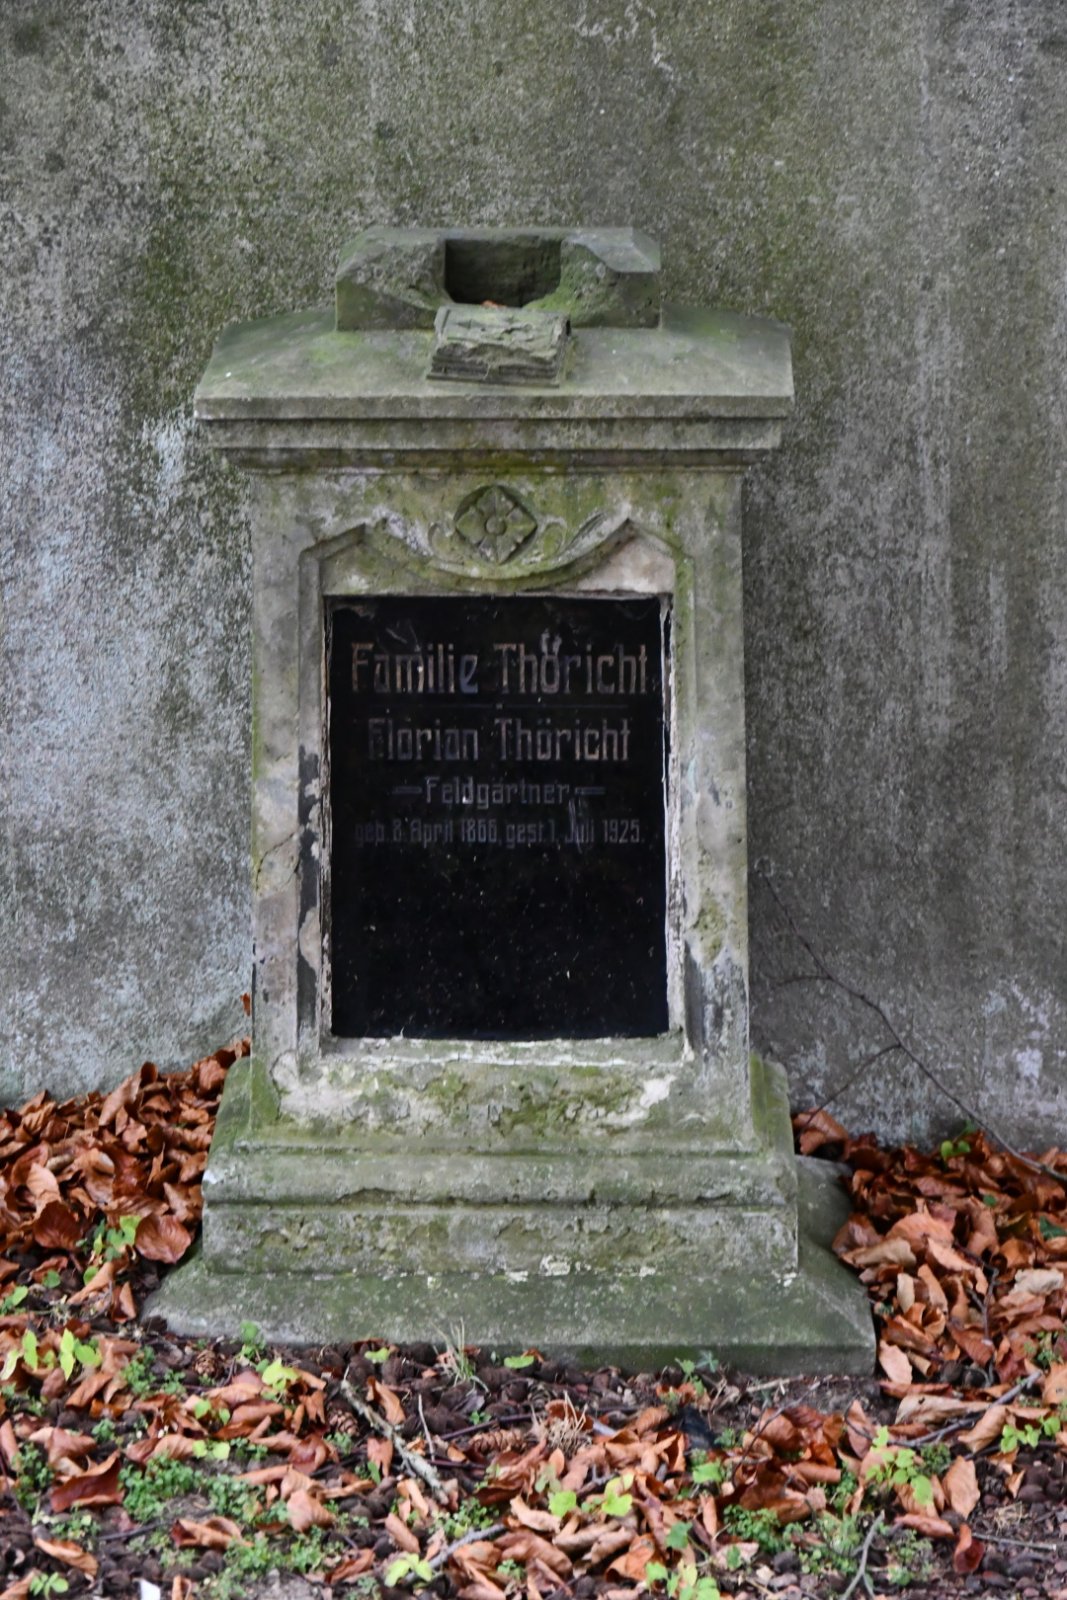 Familie Thöricht
Florian Thöricht
Feldgärtner
geb. 8. April 1866, gest. 1. Juli 1925.